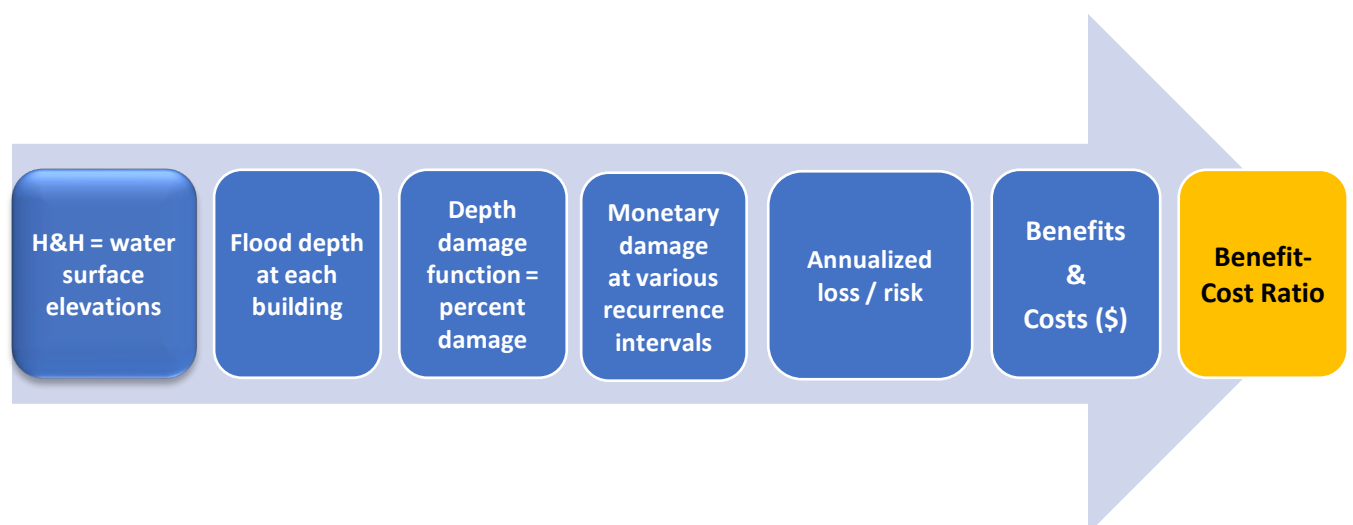 H&H = water
surface
elevations
Flood depth
at each
building
Depth
damage
function =
percent
damage
Monetary
damage
at various
recurrence
intervals
Annualized
loss / risk
Benefits
&
Costs ($)
Benefit-
Cost Ratio